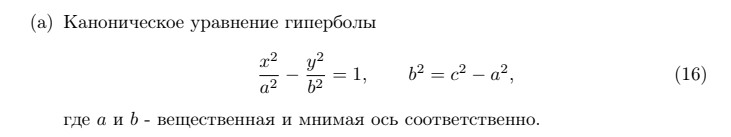 (a) Каноническое уравнение гиперболы
x²/a² − y²/b² = 1, b² = c² − a², (16)
где a и b - вещественная и мнимая ось соответственно.